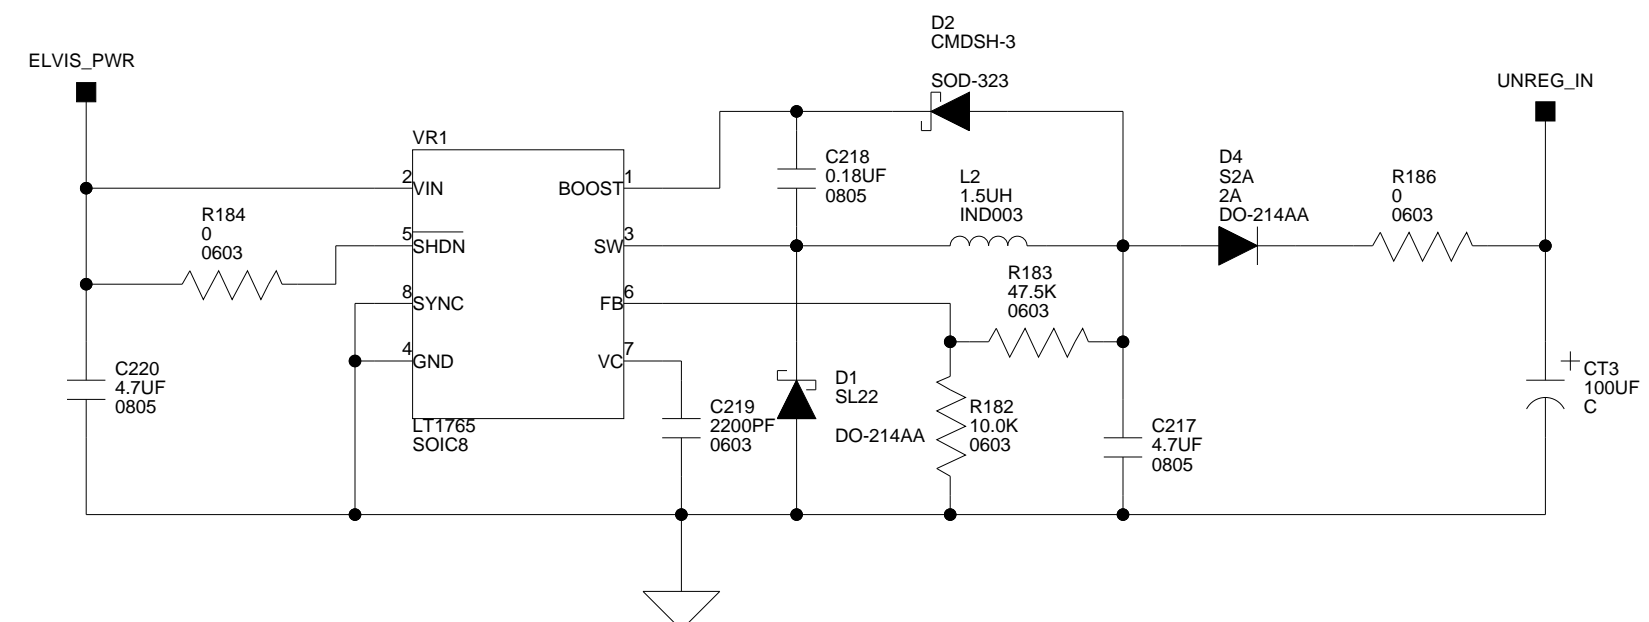 D2
CMDSH-3
SOD-323
ELVIS_PWR
UNREG_IN
VR1
2
VIN
BOOST
1
5
SHDN
SW
3
8
SYNC
FB
6
4
GND
VC
7
LT1765
SOIC8
R184
0
0603
C218
0.18UF
0805
L2
1.5UH
IND003
D4
S2A
2A
DO-214AA
R186
0
0603
R183
47.5K
0603
C220
4.7UF
0805
C219
2200PF
0603
D1
SL22
DO-214AA
R182
10.0K
0603
C217
4.7UF
0805
+
CT3
100UF
C